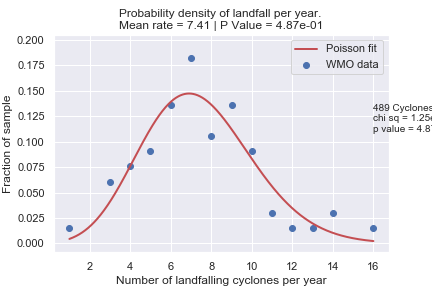 Probability density of landfall per year.
Mean rate = 7.41 | P Value = 4.87e-01
Poisson fit
WMO data
489 Cyclones
chi sq = 1.25e
p value = 4.87
Fraction of sample
0.200
0.175
0.150
0.125
0.100
0.075
0.050
0.025
0.000
2 4 6 8 10 12 14 16
Number of landfalling cyclones per year